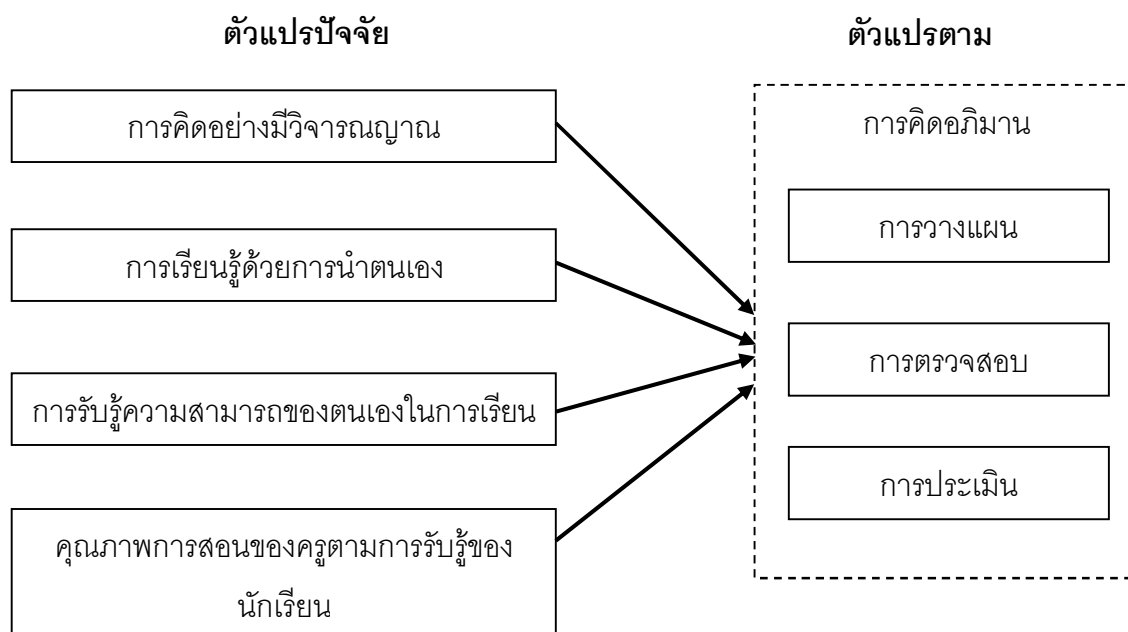 ตัวแปรปัจจัย
การคิดอย่างมีวิจารณญาณ
การเรียนรู้ด้วยการนำตนเอง
การรับรู้ความสามารถของตนเองในการเรียน
คุณภาพการสอนของครูตามการรับรู้ของ
นักเรียน
ตัวแปรตาม
การคิดอภิมาน
การวางแผน
การตรวจสอบ
การประเมิน